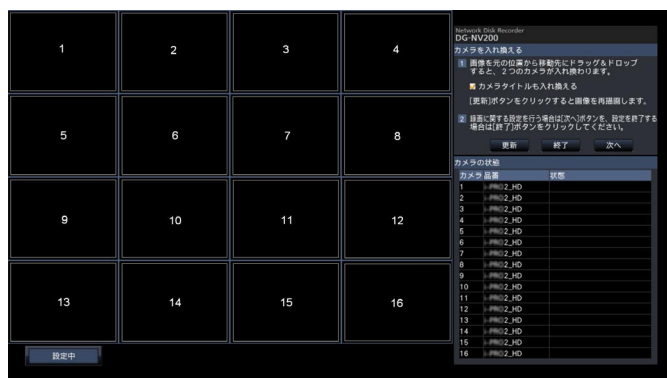 1 2 3 4
5 6 7 8
9 10 11 12
13 14 15 16
設定中
Network Disk Recorder
DG-NV200
カメラを入れ換える
1 画像を元の位置から移動先にドラッグ&ドロップ
すると、2つのカメラが入れ換わります。
カメラタイトルも入れ換える
[更新]ボタンをクリックすると画像を再描画します。
2 録画に関する設定を行う場合は[次へ]ボタンを、設定を終了する
場合は[終了]ボタンをクリックしてください。
更新 終了 次へ
カメラの状態
カメラ 品番 状態
1 i-PRO2_HD
2 i-PRO2_HD
3 i-PRO2_HD
4 i-PRO2_HD
5 i-PRO2_HD
6 i-PRO2_HD
7 i-PRO2_HD
8 i-PRO2_HD
9 i-PRO2_HD
10 i-PRO2_HD
11 i-PRO2_HD
12 i-PRO2_HD
13 i-PRO2_HD
14 i-PRO2_HD
15 i-PRO2_HD
16 i-PRO2_HD